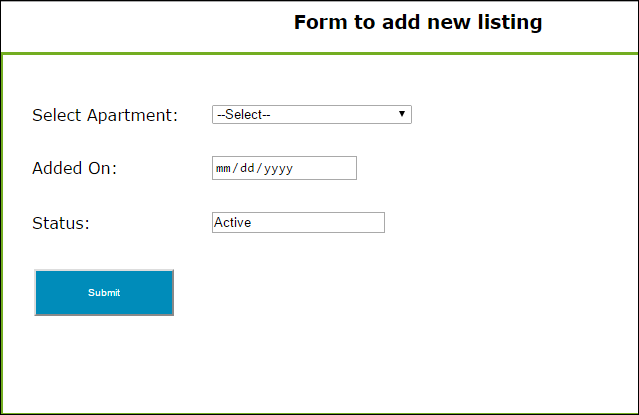 Form to add new listing
Select Apartment: --Select--
Added On: mm/dd/yyyy
Status: Active
Submit